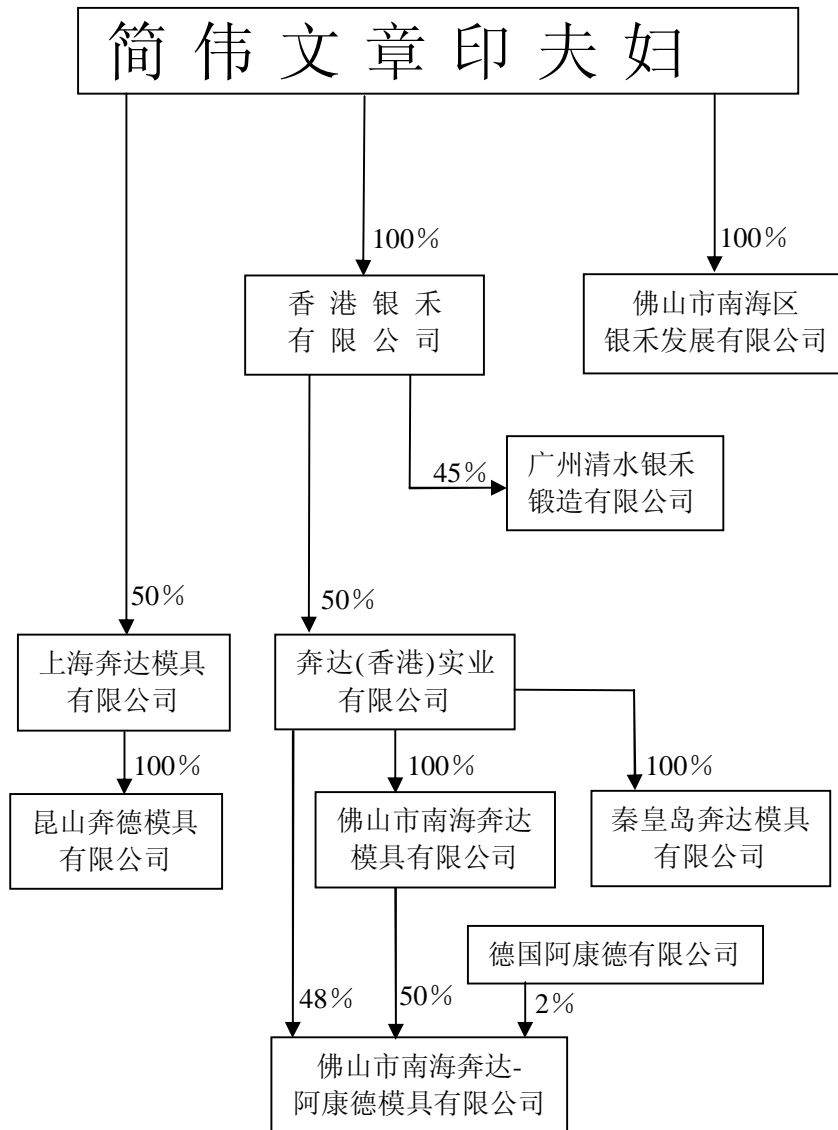 简伟文章印夫妇
100%
100%
香港银禾
有限公司
佛山市南海区
银禾发展有限公司
45%
广州清水银禾
锻造有限公司
50%
50%
上海奔达模具
有限公司
奔达(香港)实业
有限公司
100%
100%
100%
昆山奔德模具
有限公司
佛山市南海奔达
模具有限公司
秦皇岛奔达模具
有限公司
德国阿康德有限公司
48%
50%
2%
佛山市南海奔达-
阿康德模具有限公司